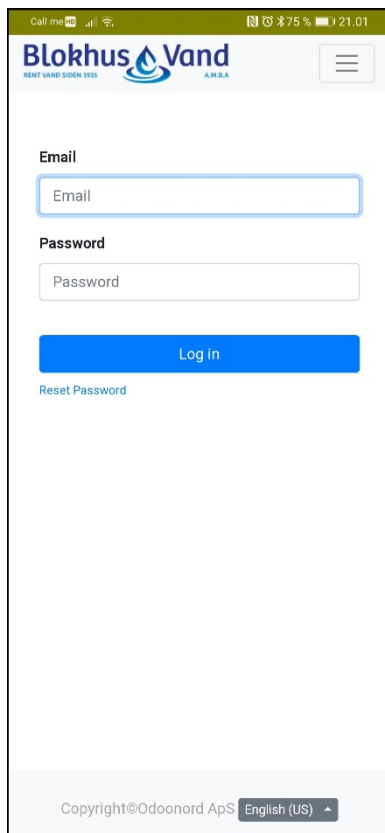 Call me HD 75 % 21.01
Blokhus Vand
RENT VAND SIDEN 1935 A.M.B.A
Email
Email
Password
Password
Log in
Reset Password
Copyright©Odoonord ApS English (US)